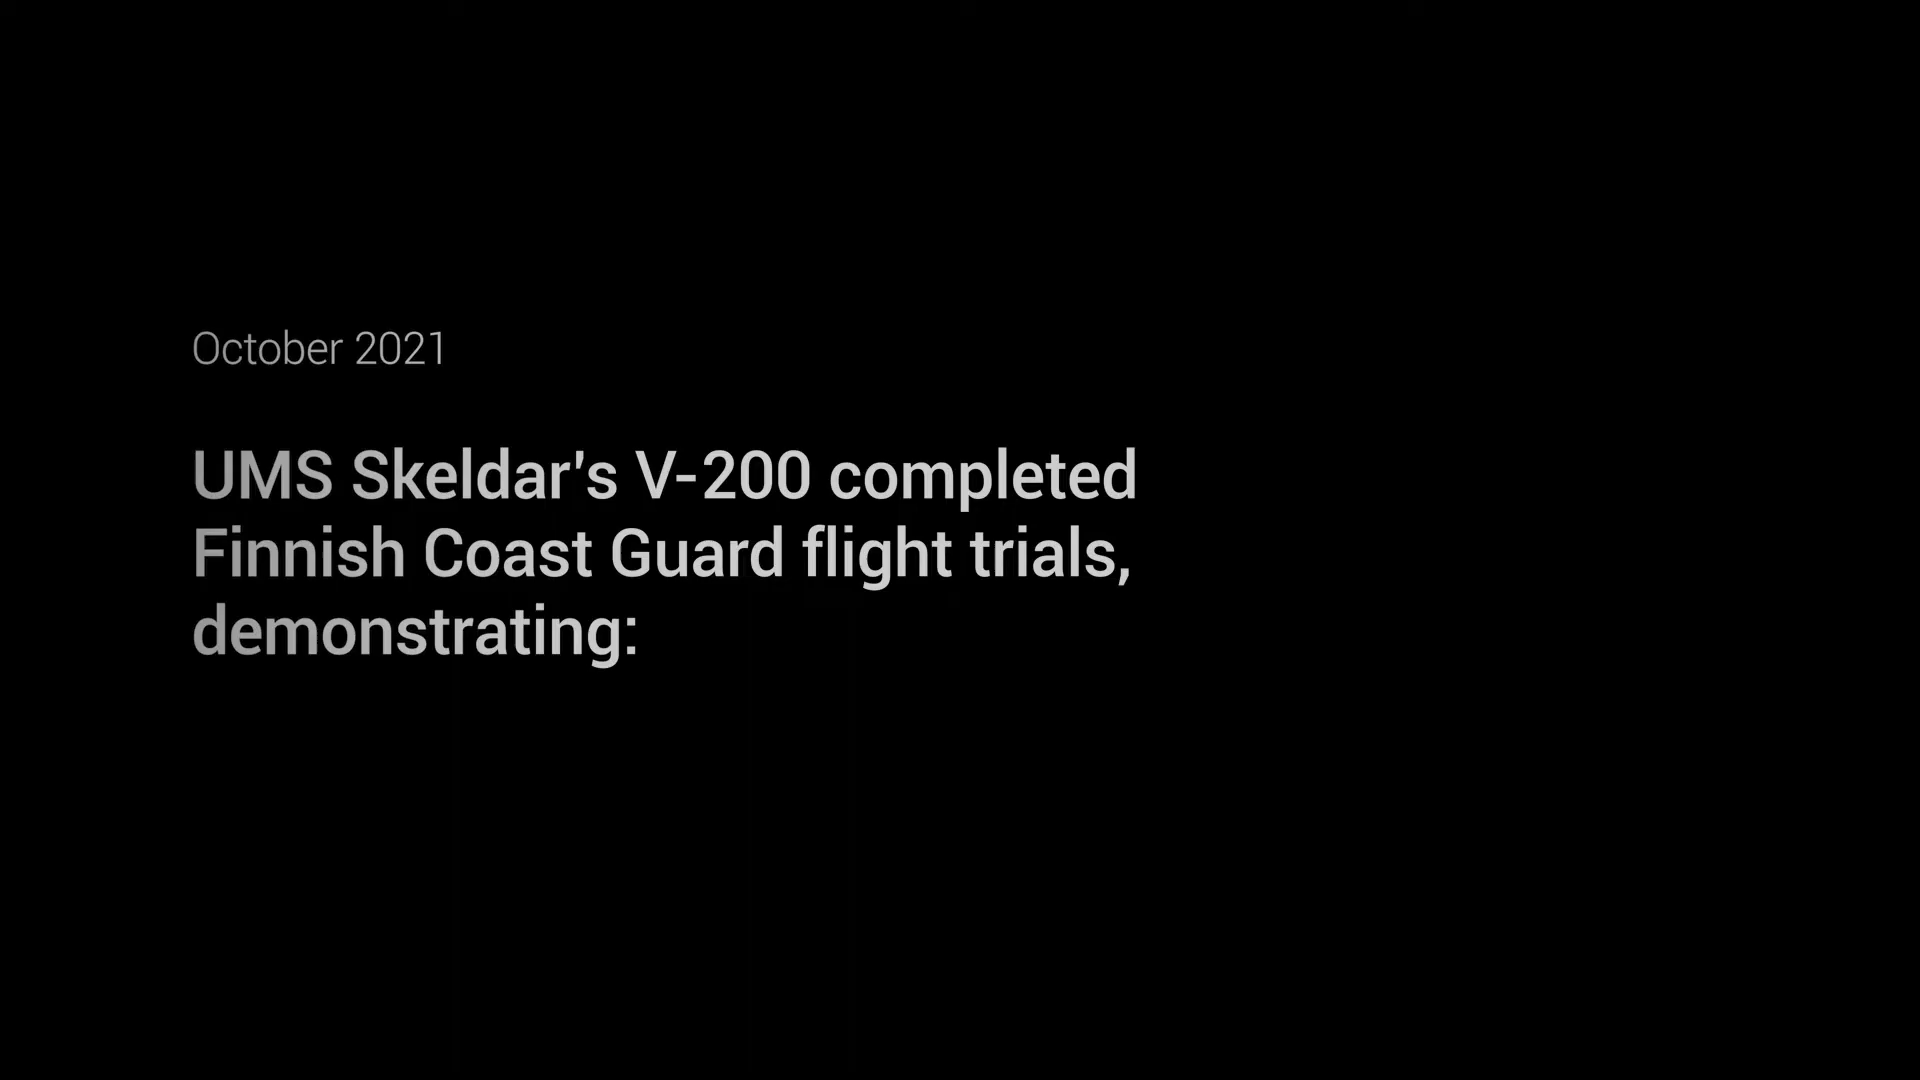 October 2021
UMS Skeldar's V-200 completed
Finnish Coast Guard flight trials,
demonstrating: